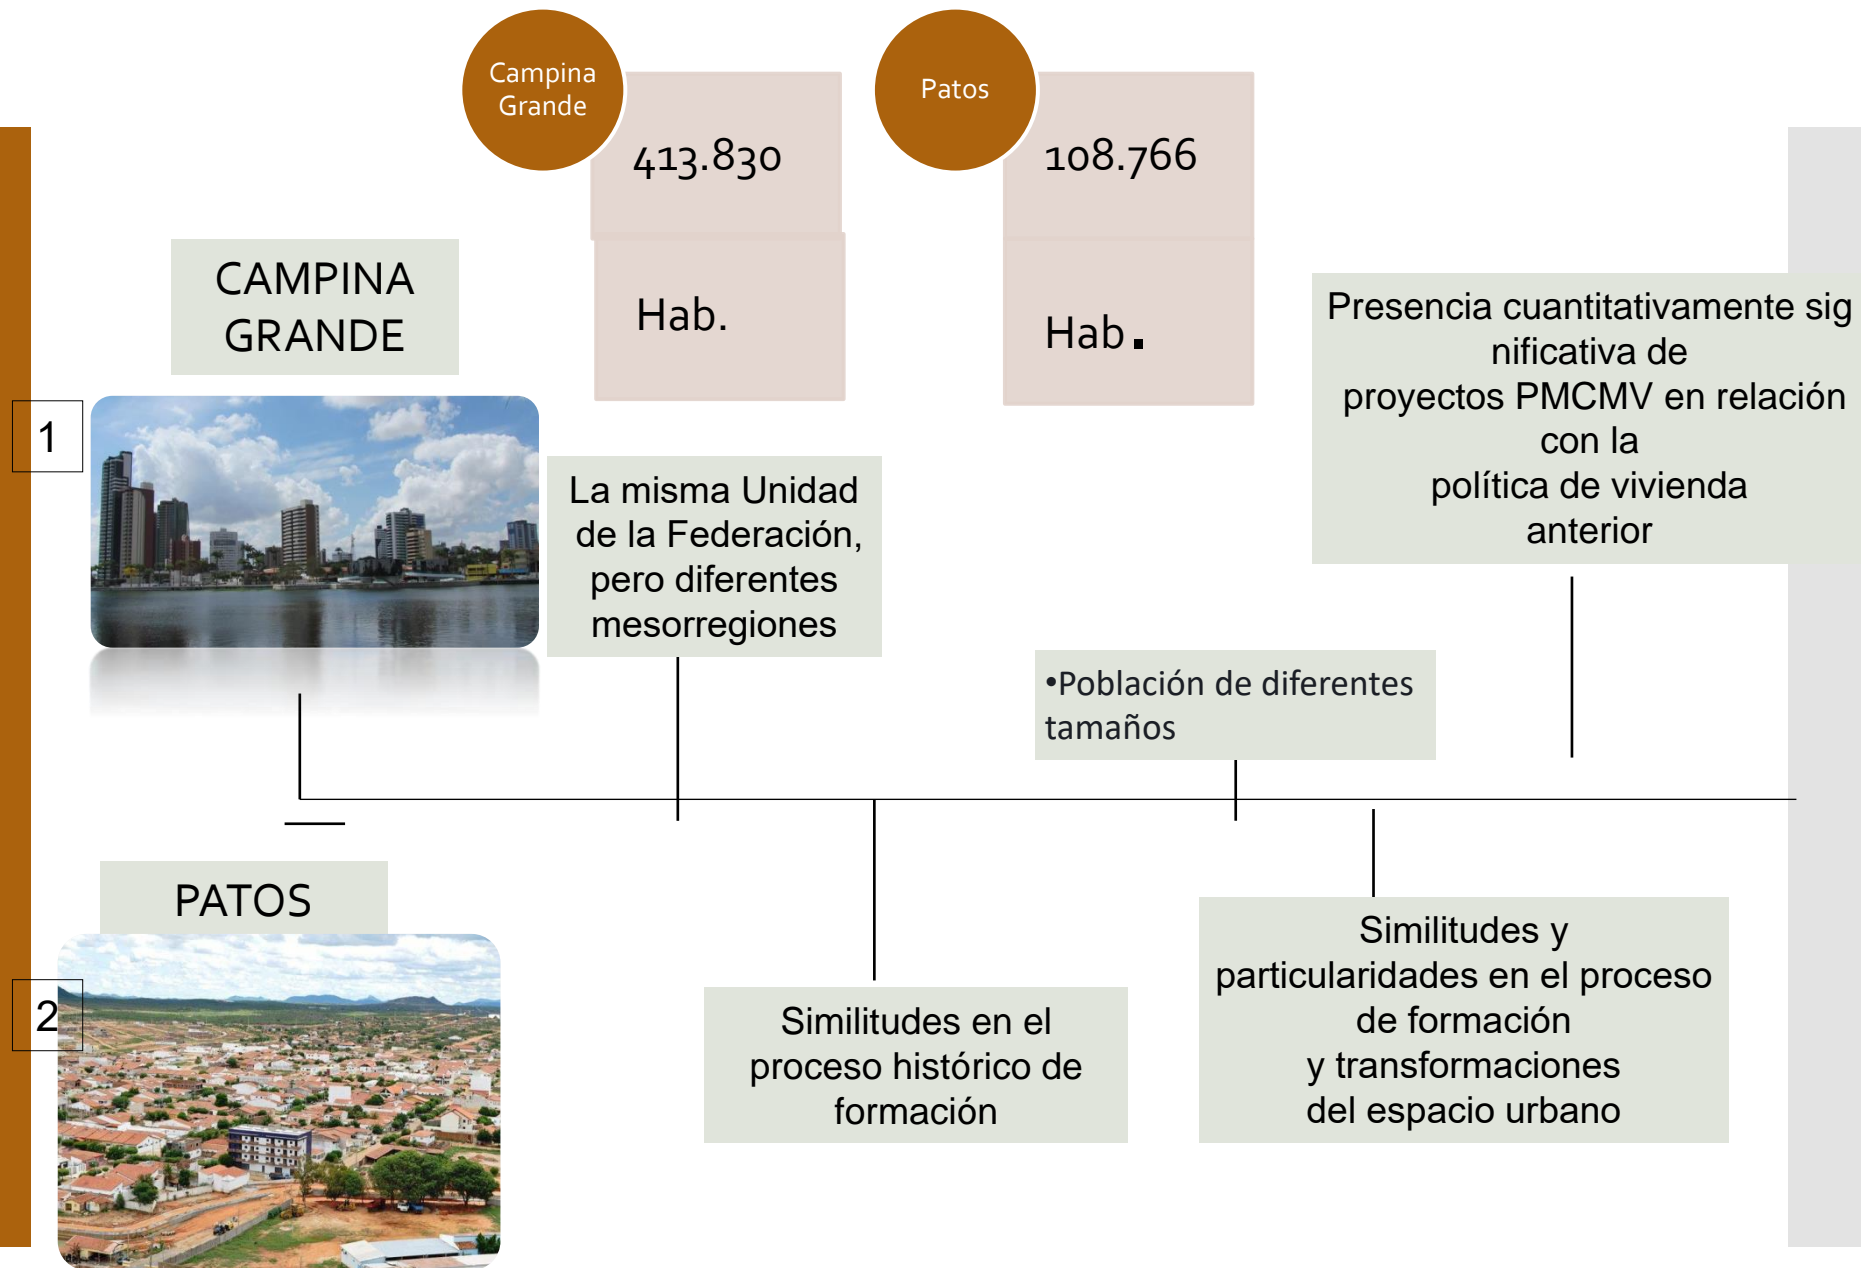 Campina
Grande
413.830
Hab.
Patos
108.766
Hab.
CAMPINA
GRANDE
1
La misma Unidad
de la Federación,
pero diferentes
mesorregiones
Presencia cuantitativamente sig
nificativa de
proyectos PMCMV en relación
con la
política de vivienda
anterior
•Población de diferentes
tamaños
PATOS
2
Similitudes en el
proceso histórico de
formación
Similitudes y
particularidades en el proceso
de formación
y transformaciones
del espacio urbano